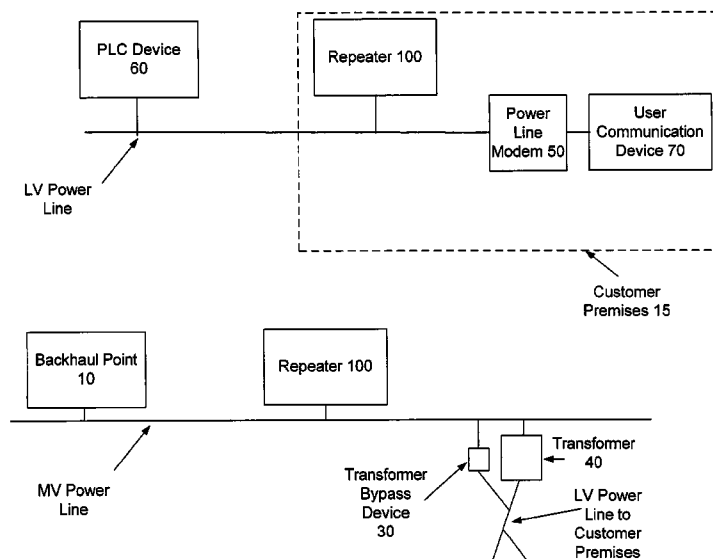 PLC Device
60
Repeater 100
Power
Line
Modem 50
User
Communication
Device 70
LV Power
Line
Customer
Premises 15
Backhaul Point
10
Repeater 100
Transformer
40
Transformer
Bypass
Device
30
MV Power
Line
LV Power
Line to
Customer
Premises